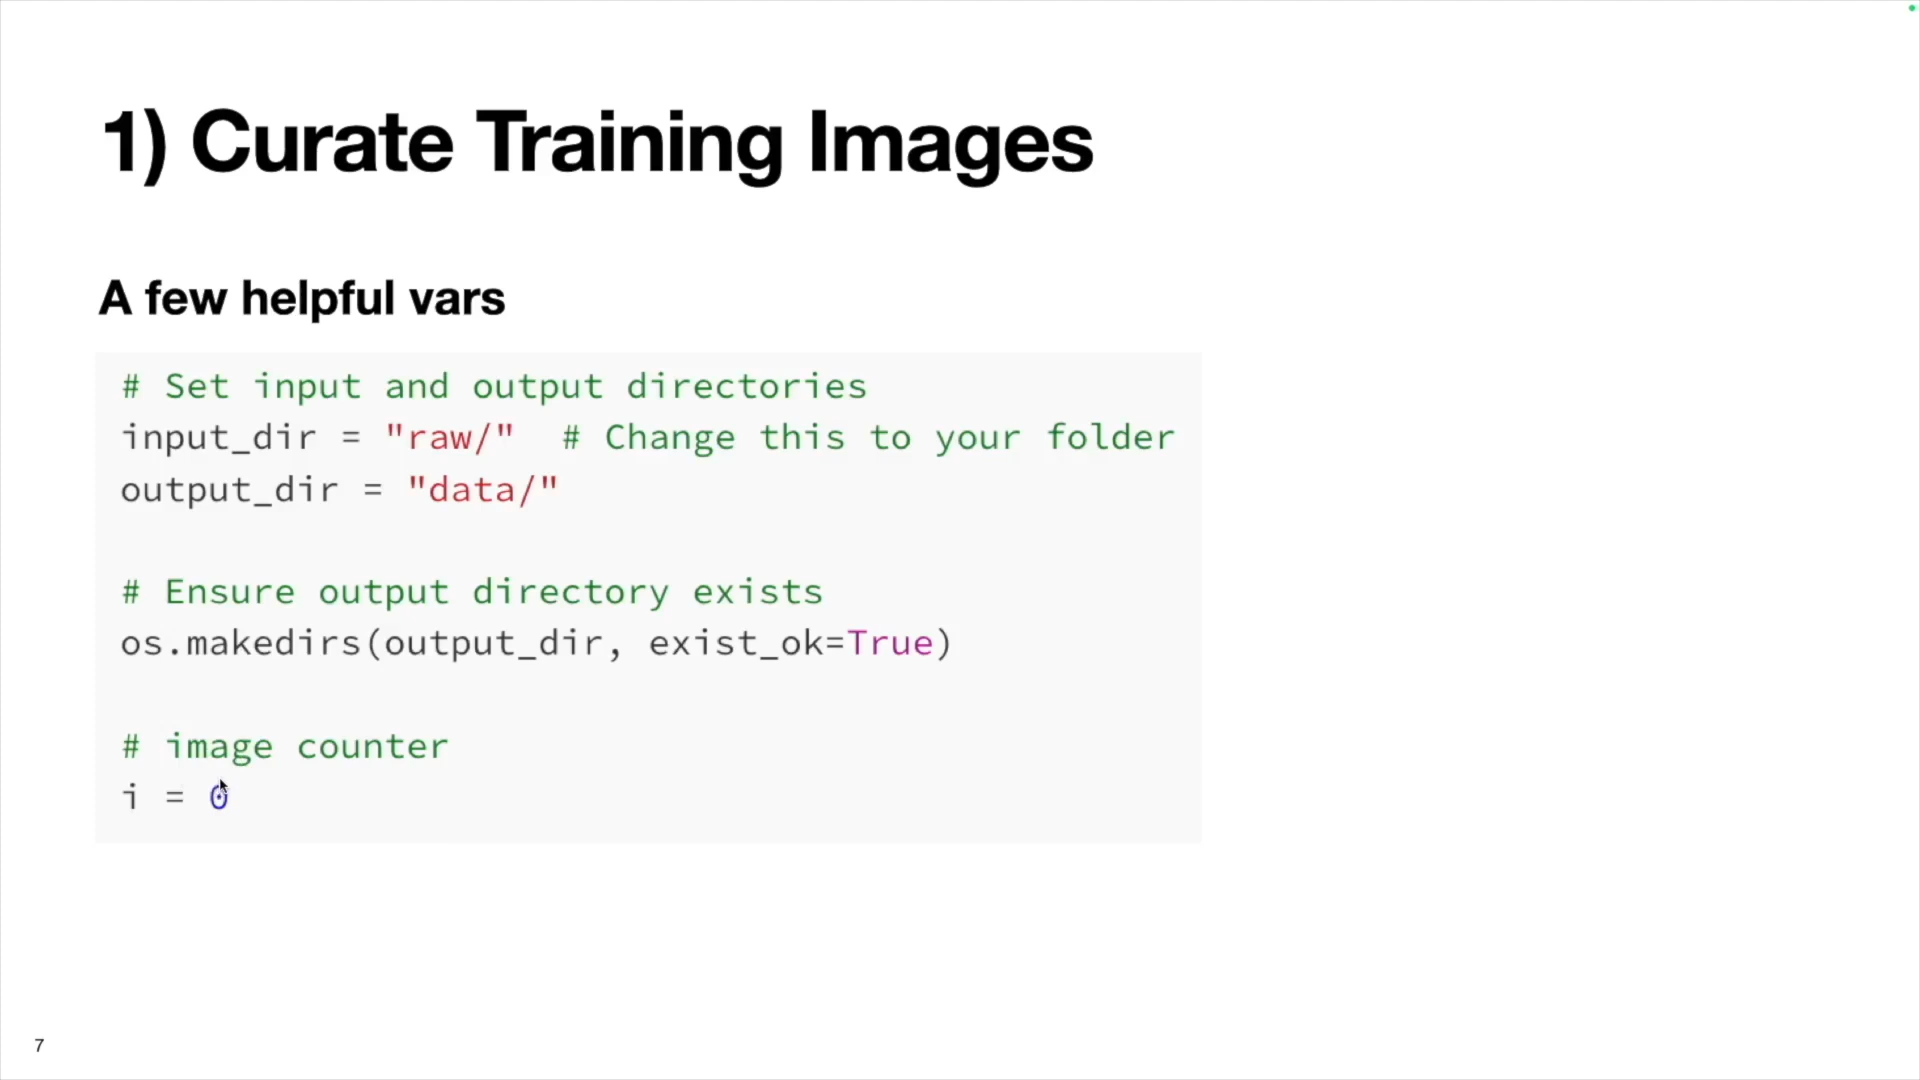 1) Curate Training Images
A few helpful vars
# Set input and output directories
input_dir = "raw/"  # Change this to your folder
output_dir = "data/"
# Ensure output directory exists
os.makedirs(output_dir, exist_ok=True)
# image counter
i = 0
7